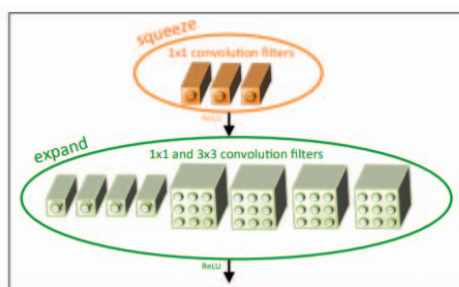 squeeze
1x1 convolution filters
ReLU
expand
1x1 and 3x3 convolution filters
ReLU